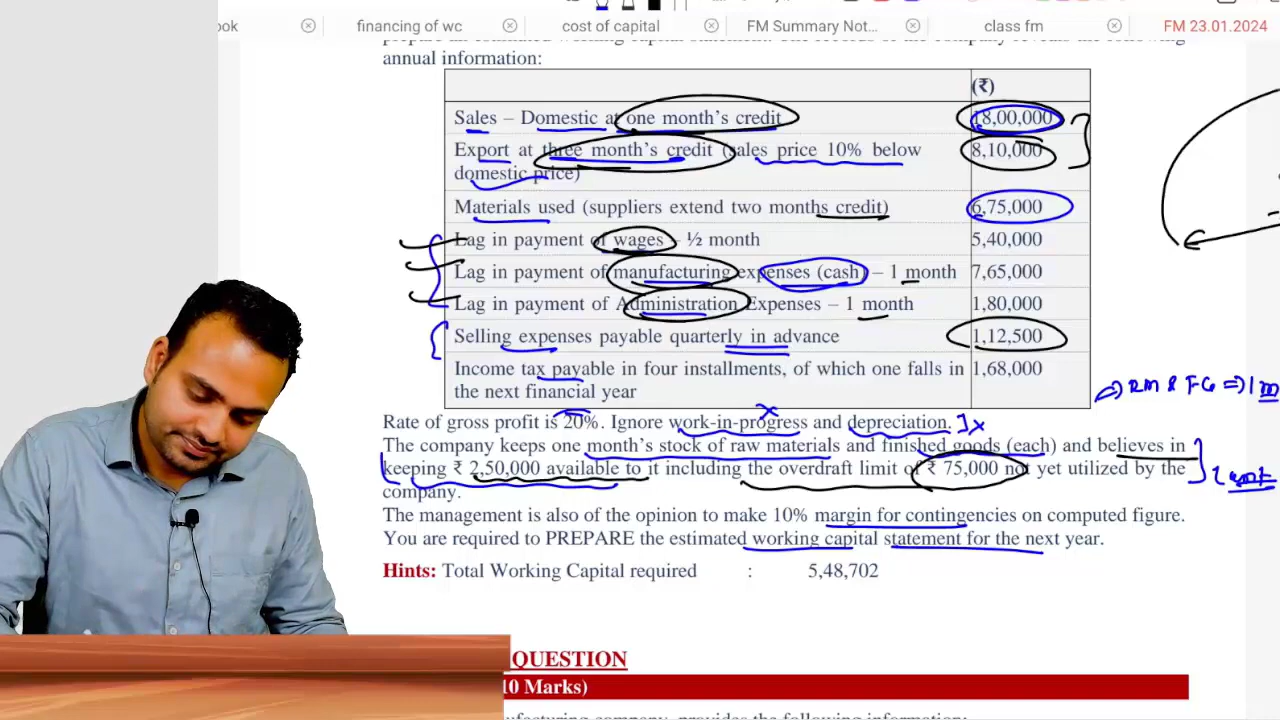 ook
financing of wc
cost of capital
FM Summary Not...
class fm
FM 23.01.2024
annual information:
(₹)
Sales – Domestic at one month's credit 18,00,000
Export at three month's credit (sales price 10% below 8,10,000
domestic price)
Materials used (suppliers extend two months credit) 6,75,000
Lag in payment of wages – ½ month 5,40,000
Lag in payment of manufacturing expenses (cash) – 1 month 7,65,000
Lag in payment of Administration Expenses – 1 month 1,80,000
Selling expenses payable quarterly in advance 1,12,500
Income tax payable in four installments, of which one falls in 1,68,000
the next financial year
⇒ RM & FG ⇒ 1 m
Rate of gross profit is 20%. Ignore work-in-progress and depreciation.
The company keeps one month's stock of raw materials and finished goods (each) and believes in
keeping ₹ 2,50,000 available to it including the overdraft limit of ₹ 75,000 not yet utilized by the
company.
The management is also of the opinion to make 10% margin for contingencies on computed figure.
You are required to PREPARE the estimated working capital statement for the next year.
Hints: Total Working Capital required : 5,48,702
QUESTION
10 Marks)